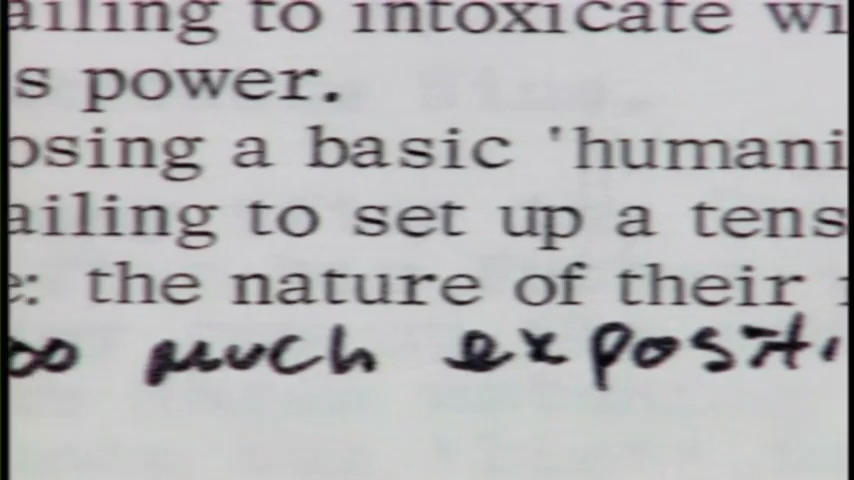 ailing to intoxicate wi
s power.
osing a basic 'humani
ailing to set up a tens
e: the nature of their
oo much expositi